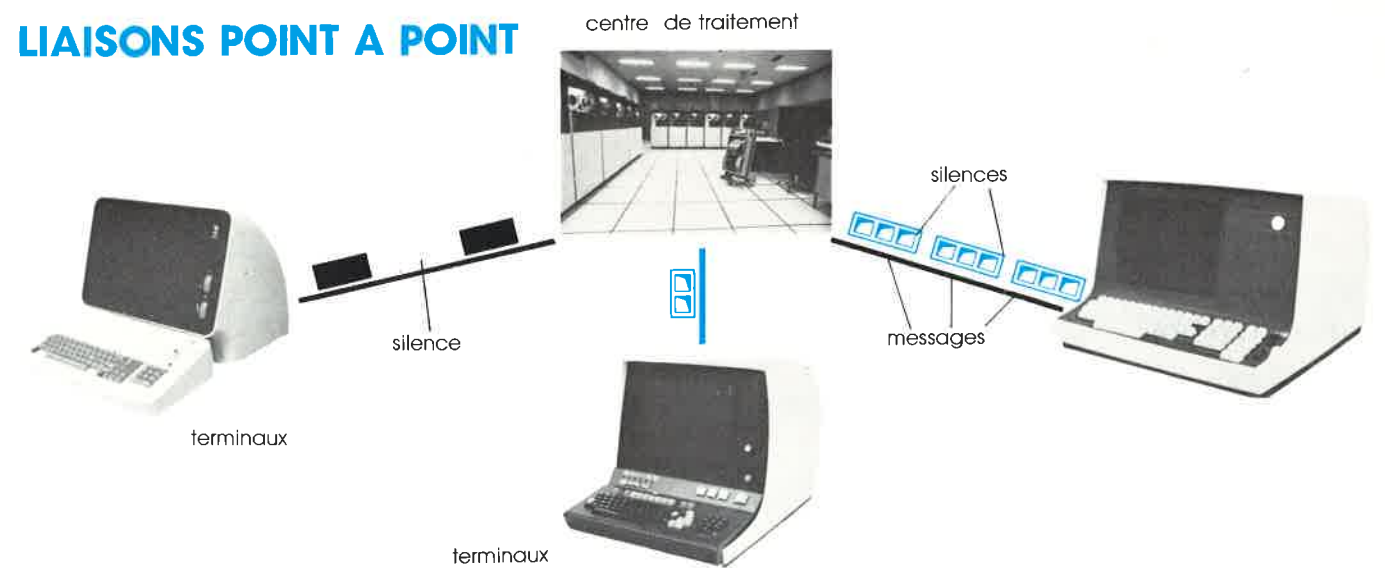 LIAISONS POINT A POINT
centre de traitement
silences
silence
messages
terminaux
terminaux